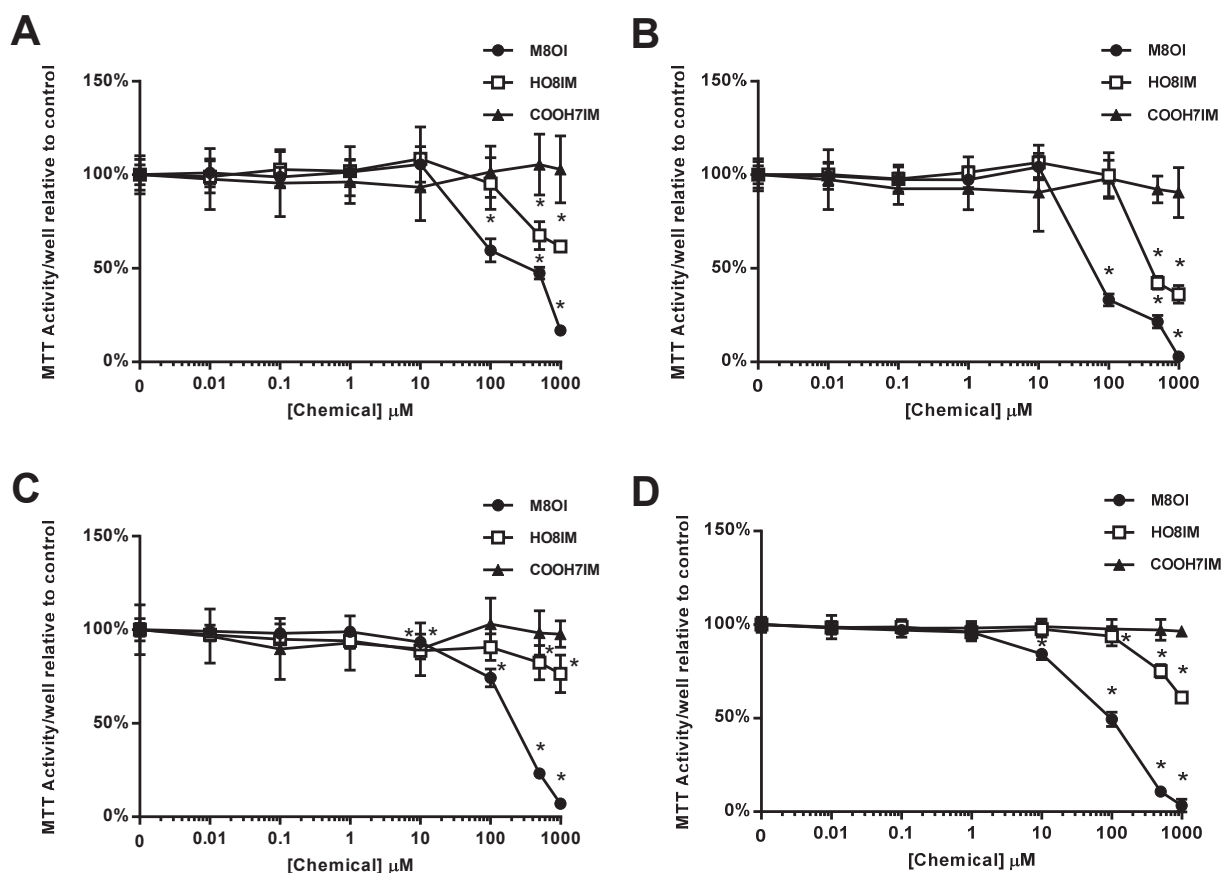 A
M8OI
HO8IM
COOH7IM
MTT Activity/well relative to control
150%
100%
50%
0%
0 0.01 0.1 1 10 100 1000
[Chemical] μM
* * * * *
B
M8OI
HO8IM
COOH7IM
MTT Activity/well relative to control
150%
100%
50%
0%
0 0.01 0.1 1 10 100 1000
[Chemical] μM
* * * * *
C
M8OI
HO8IM
COOH7IM
MTT Activity/well relative to control
150%
100%
50%
0%
0 0.01 0.1 1 10 100 1000
[Chemical] μM
* * * * * * *
D
M8OI
HO8IM
COOH7IM
MTT Activity/well relative to control
150%
100%
50%
0%
0 0.01 0.1 1 10 100 1000
[Chemical] μM
* * * * * * *